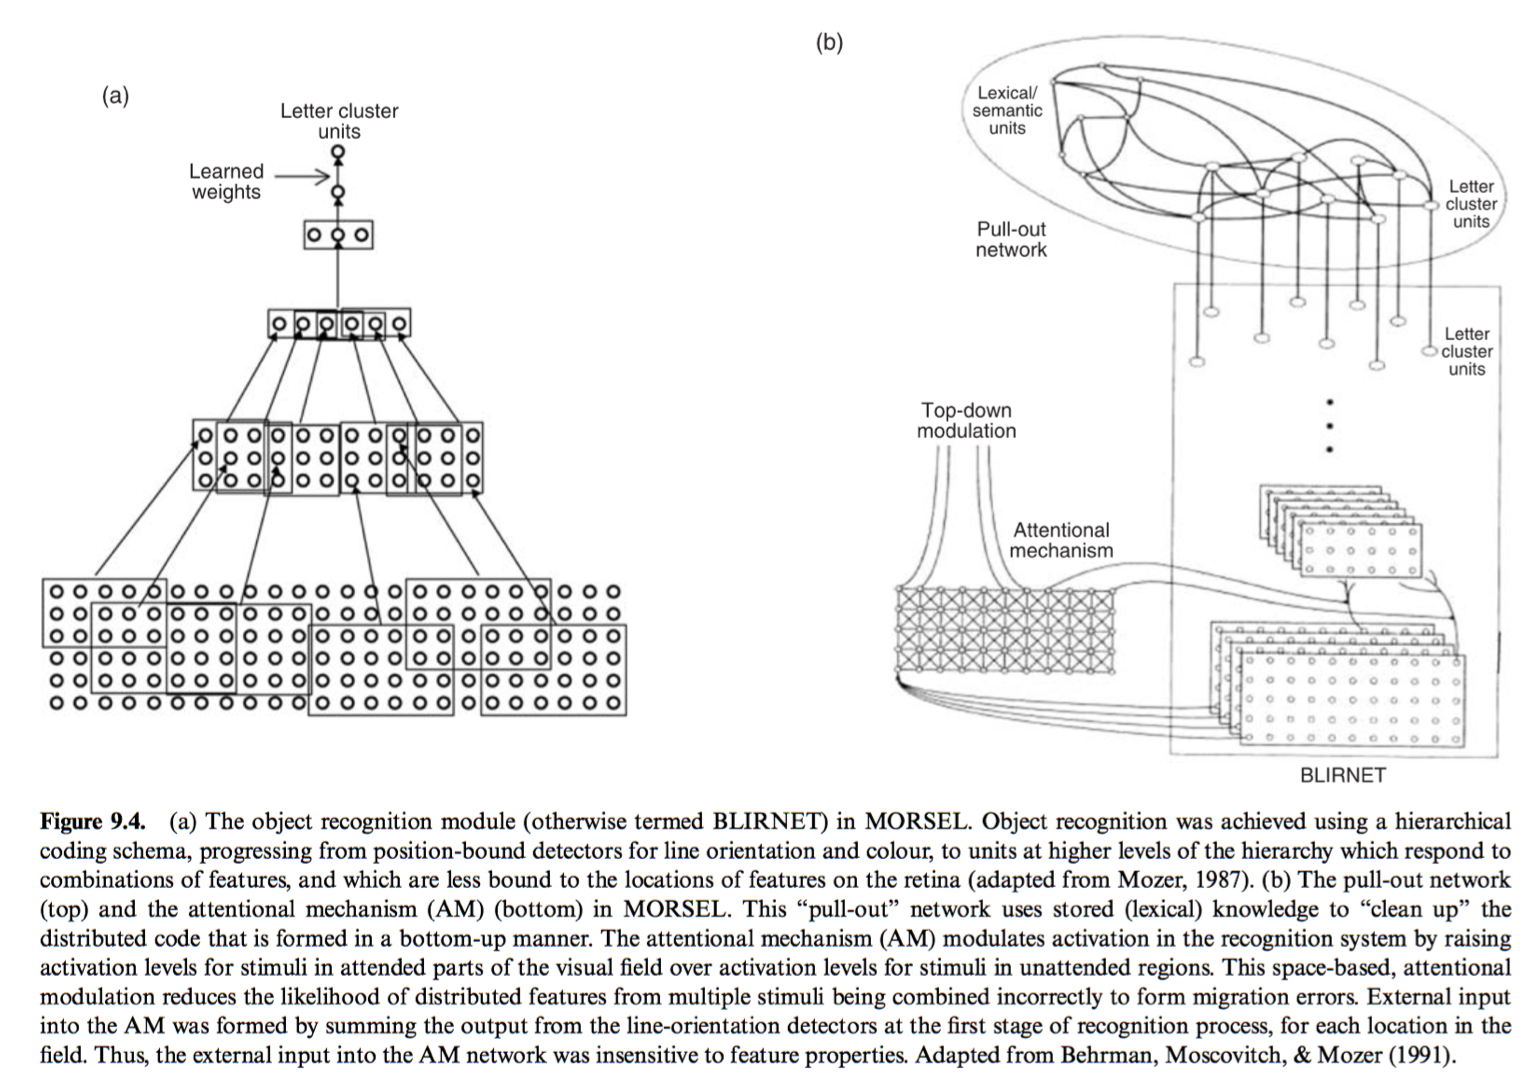 (a)
Letter cluster
units
Learned
weights
(b)
Lexical/
semantic
units
Letter
cluster
units
Pull-out
network
Letter
cluster
units
Top-down
modulation
Attentional
mechanism
BLIRNET
Figure 9.4. (a) The object recognition module (otherwise termed BLIRNET) in MORSEL. Object recognition was achieved using a hierarchical
coding schema, progressing from position-bound detectors for line orientation and colour, to units at higher levels of the hierarchy which respond to
combinations of features, and which are less bound to the locations of features on the retina (adapted from Mozer, 1987). (b) The pull-out network
(top) and the attentional mechanism (AM) (bottom) in MORSEL. This “pull-out” network uses stored (lexical) knowledge to “clean up” the
distributed code that is formed in a bottom-up manner. The attentional mechanism (AM) modulates activation in the recognition system by raising
activation levels for stimuli in attended parts of the visual field over activation levels for stimuli in unattended regions. This space-based, attentional
modulation reduces the likelihood of distributed features from multiple stimuli being combined incorrectly to form migration errors. External input
into the AM was formed by summing the output from the line-orientation detectors at the first stage of recognition process, for each location in the
field. Thus, the external input into the AM network was insensitive to feature properties. Adapted from Behrman, Moscovitch, & Mozer (1991).